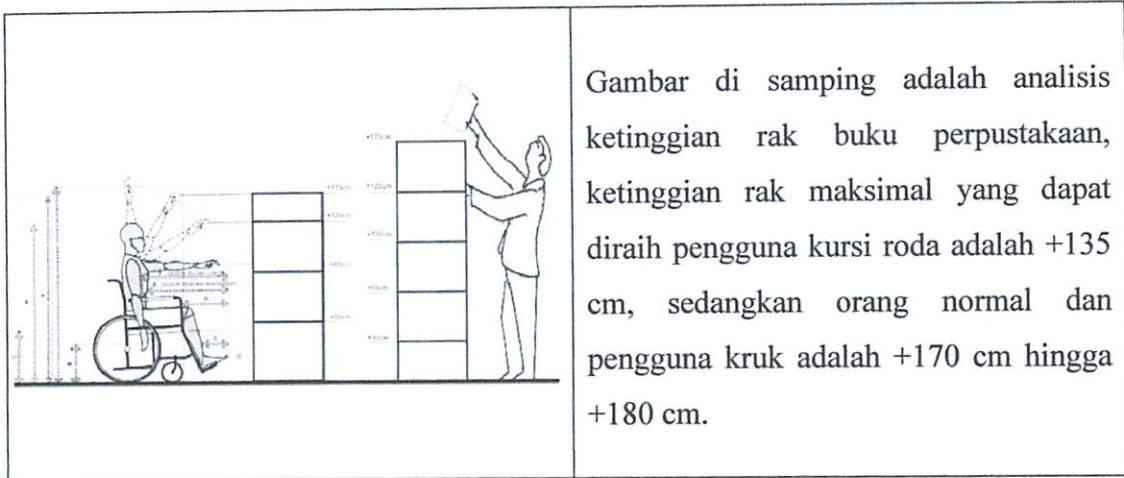 Gambar di samping adalah analisis
ketinggian rak buku perpustakaan,
ketinggian rak maksimal yang dapat
diraih pengguna kursi roda adalah +135
cm, sedangkan orang normal dan
pengguna kruk adalah +170 cm hingga
+180 cm.
+170cm